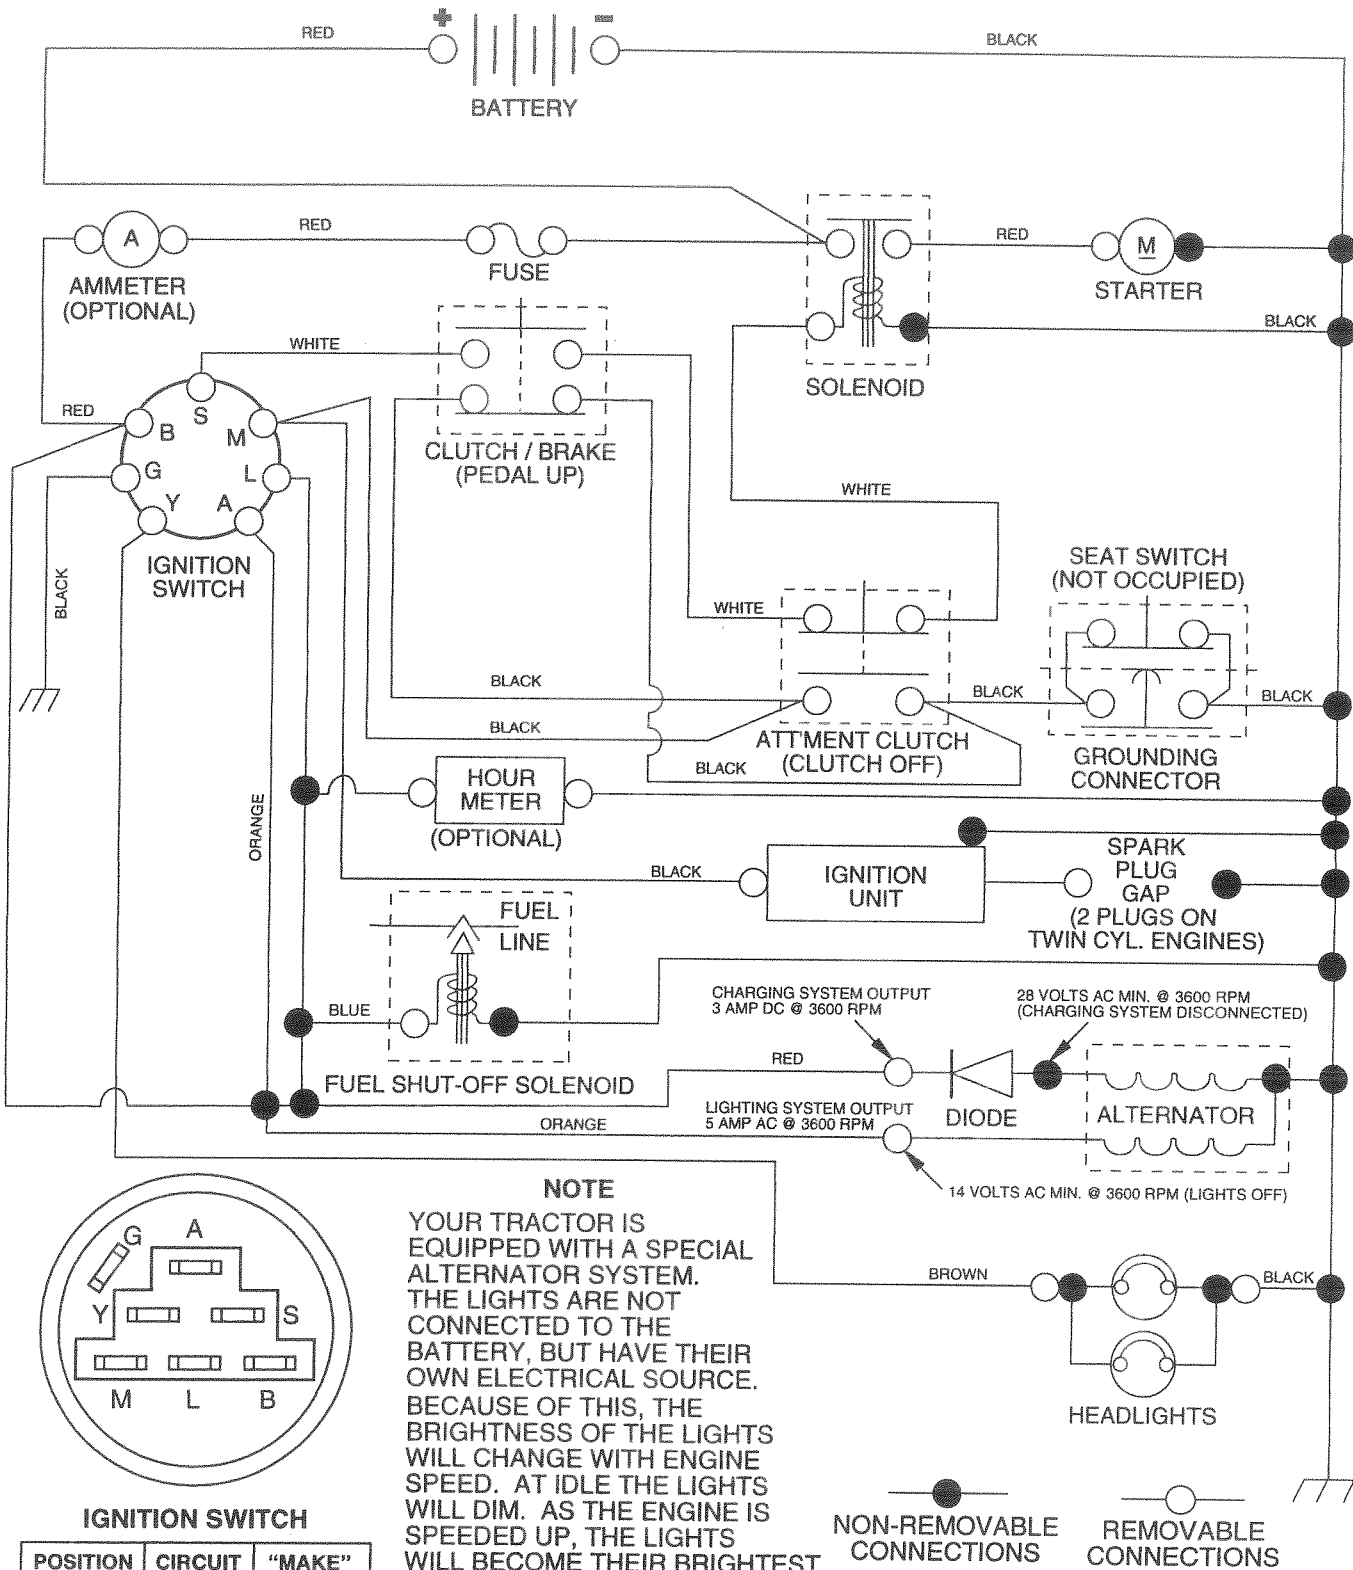 +
-
RED
BLACK
BATTERY
A
RED
RED
M
AMMETER
(OPTIONAL)
FUSE
STARTER
WHITE
BLACK
SOLENOID
RED
S
B
M
G
L
Y
A
CLUTCH / BRAKE
(PEDAL UP)
WHITE
IGNITION
SWITCH
BLACK
SEAT SWITCH
(NOT OCCUPIED)
WHITE
BLACK
BLACK
BLACK
BLACK
ATT'MENT CLUTCH
(CLUTCH OFF)
GROUNDING
CONNECTOR
BLACK
HOUR
METER
(OPTIONAL)
ORANGE
BLACK
IGNITION
UNIT
SPARK
PLUG
GAP
(2 PLUGS ON
TWIN CYL. ENGINES)
FUEL
LINE
BLUE
FUEL SHUT-OFF SOLENOID
CHARGING SYSTEM OUTPUT
3 AMP DC @ 3600 RPM
28 VOLTS AC MIN. @ 3600 RPM
(CHARGING SYSTEM DISCONNECTED)
RED
DIODE
ALTERNATOR
LIGHTING SYSTEM OUTPUT
5 AMP AC @ 3600 RPM
ORANGE
14 VOLTS AC MIN. @ 3600 RPM (LIGHTS OFF)
BROWN
BLACK
HEADLIGHTS
G
A
Y
S
M
L
B
IGNITION SWITCH
POSITION CIRCUIT "MAKE"
NOTE
YOUR TRACTOR IS
EQUIPPED WITH A SPECIAL
ALTERNATOR SYSTEM.
THE LIGHTS ARE NOT
CONNECTED TO THE
BATTERY, BUT HAVE THEIR
OWN ELECTRICAL SOURCE.
BECAUSE OF THIS, THE
BRIGHTNESS OF THE LIGHTS
WILL CHANGE WITH ENGINE
SPEED. AT IDLE THE LIGHTS
WILL DIM. AS THE ENGINE IS
SPEEDED UP, THE LIGHTS
WILL BECOME THEIR BRIGHTEST
NON-REMOVABLE
CONNECTIONS
REMOVABLE
CONNECTIONS